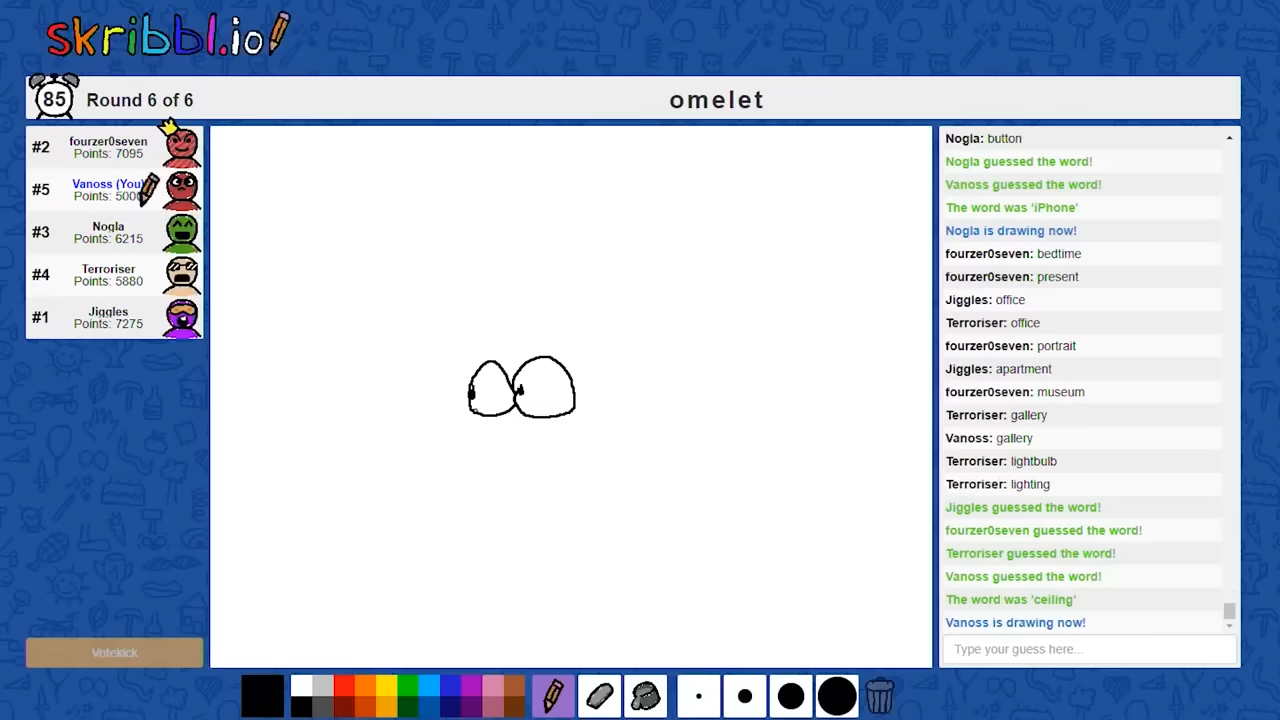 skribbl.io
85
Round 6 of 6
omelet
#2
fourzer0seven
Points: 7095
#5
Vanoss (You)
Points: 5000
#3
Nogla
Points: 6215
#4
Terroriser
Points: 5880
#1
Jiggles
Points: 7275
Votekick
Nogla: button
Nogla guessed the word!
Vanoss guessed the word!
The word was 'iPhone'
Nogla is drawing now!
fourzer0seven: bedtime
fourzer0seven: present
Jiggles: office
Terroriser: office
fourzer0seven: portrait
Jiggles: apartment
fourzer0seven: museum
Terroriser: gallery
Vanoss: gallery
Terroriser: lightbulb
Terroriser: lighting
Jiggles guessed the word!
fourzer0seven guessed the word!
Terroriser guessed the word!
Vanoss guessed the word!
The word was 'ceiling'
Vanoss is drawing now!
Type your guess here...